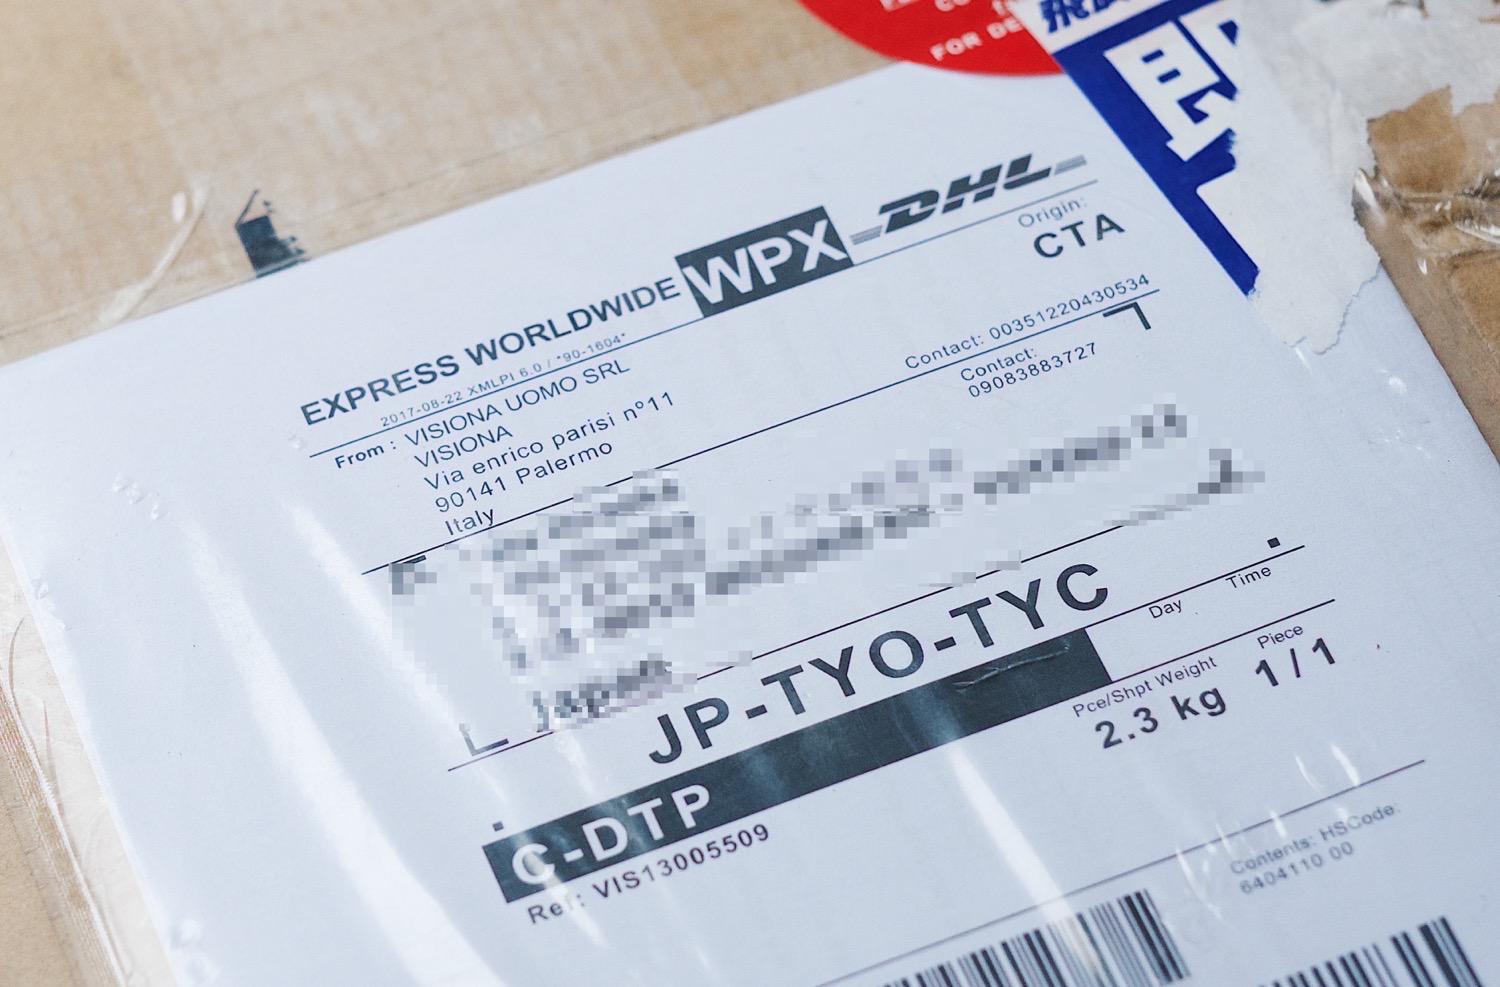 FOR DE
EXPRESS WORLDWIDE WPX DHL
2017-08-22 XMLPI 6.0 / *90-1604*
Origin:
CTA
From : VISIONA UOMO SRL
VISIONA
Via enrico parisi n°11
90141 Palermo
Italy
Contact: 00351220430534
Contact:
09083883727
Japan
JP-TYO-TYC
C-DTP
Day Time
Ref: VIS13005509
Pce/Shpt Weight
2.3 kg
Piece
1/1
Contents: HSCode:
6404110 00